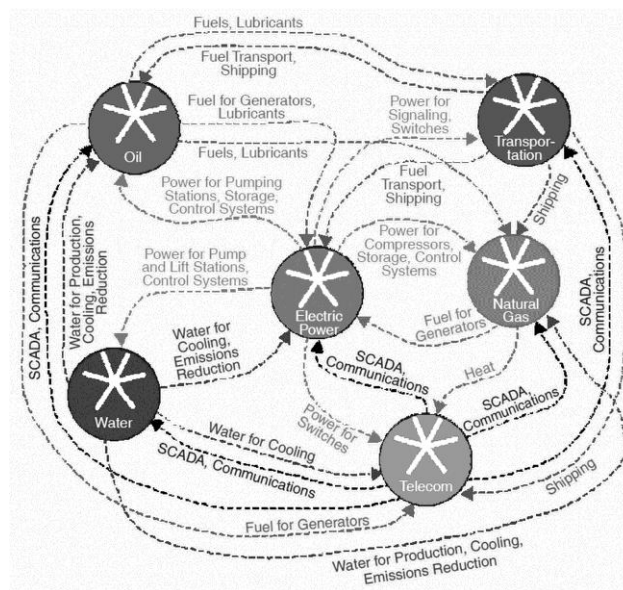 Fuels, Lubricants
Fuel Transport,
Shipping
Fuel for Generators,
Lubricants
Power for
Signaling,
Switches
Oil
Transpor-
tation
Fuels, Lubricants
Fuel
Transport,
Shipping
Shipping
Power for Pumping
Stations, Storage,
Control Systems
Power for
Compressors,
Storage, Control
Systems
SCADA, Communications
Water for Production,
Cooling, Emissions
Reduction
Power for Pump
and Lift Stations,
Control Systems
Electric
Power
Natural
Gas
SCADA,
Communications
Fuel for
Generators
Water for
Cooling,
Emissions
Reduction
SCADA,
Communications
Heat
SCADA,
Communications
Water
Power for
Switches
Water for Cooling
SCADA, Communications
Telecom
Shipping
Fuel for Generators
Water for Production, Cooling,
Emissions Reduction